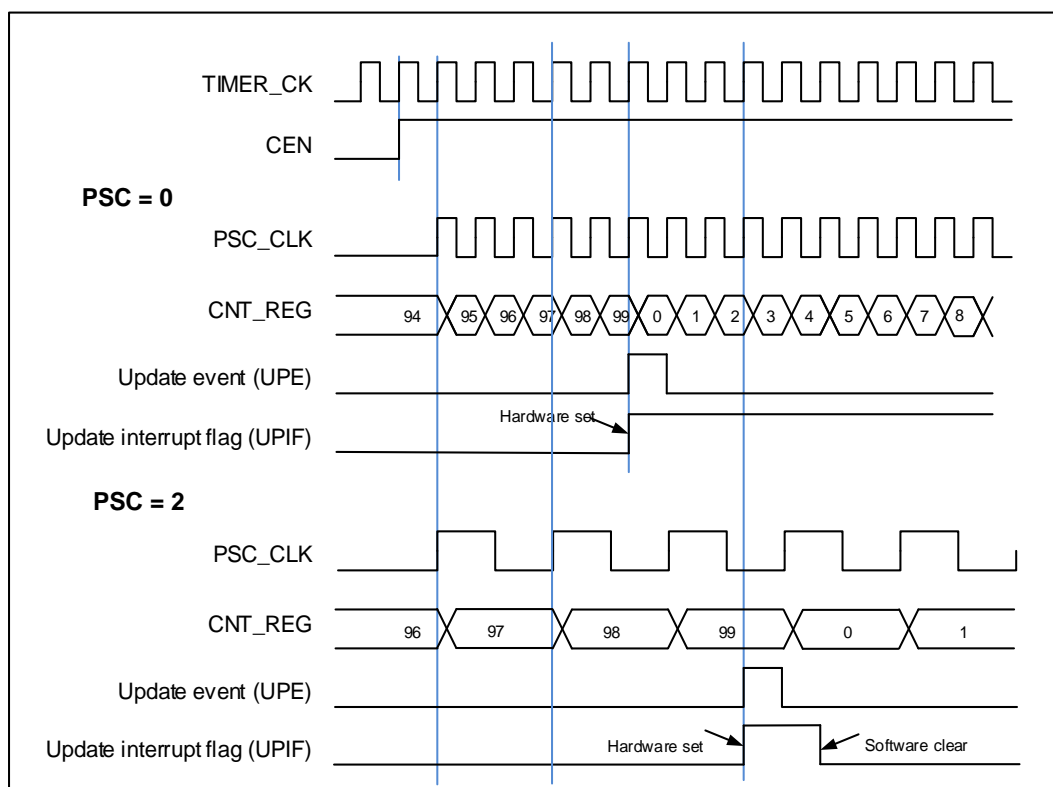 TIMER_CK
CEN
PSC = 0
PSC_CLK
CNT_REG 94 95 96 97 98 99 0 1 2 3 4 5 6 7 8
Update event (UPE)
Hardware set
Update interrupt flag (UPIF)
PSC = 2
PSC_CLK
CNT_REG 96 97 98 99 0 1
Update event (UPE)
Update interrupt flag (UPIF) Hardware set Software clear